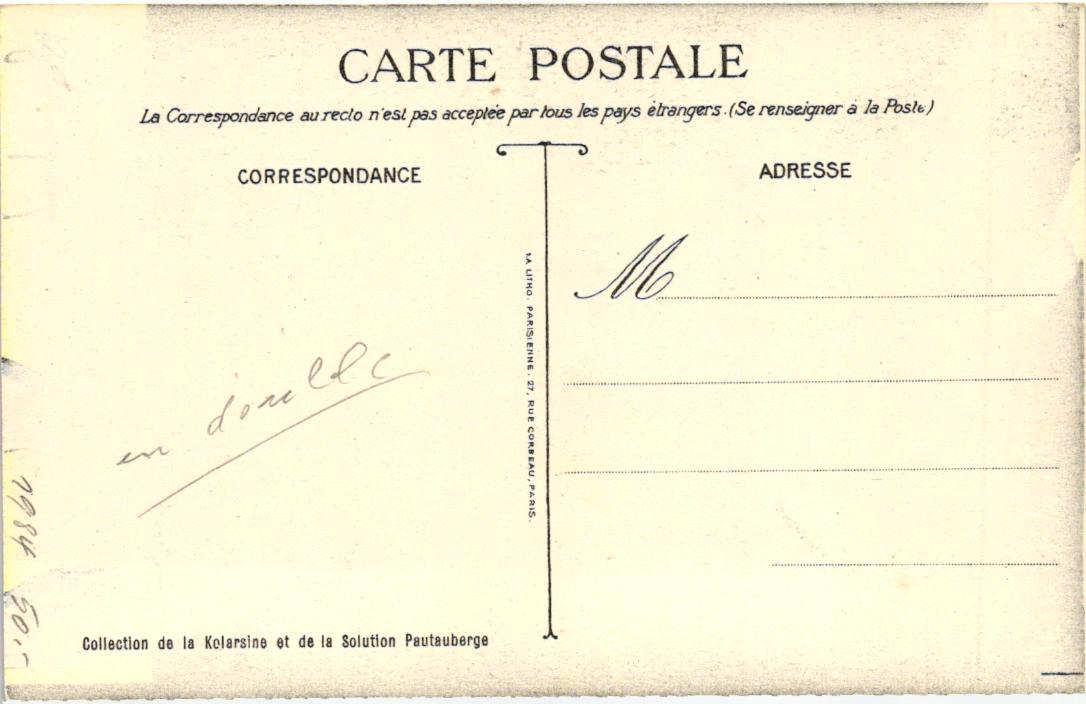 CARTE POSTALE
La Correspondance au recto n'est pas acceptée par tous les pays étrangers. (Se renseigner à la Poste)
CORRESPONDANCE
ADRESSE
M
LA LITHO. PARISIENNE. 27, RUE CORBEAU, PARIS.
en double
1984 50.-
Collection de la Kolarsine et de la Solution Pautauberge